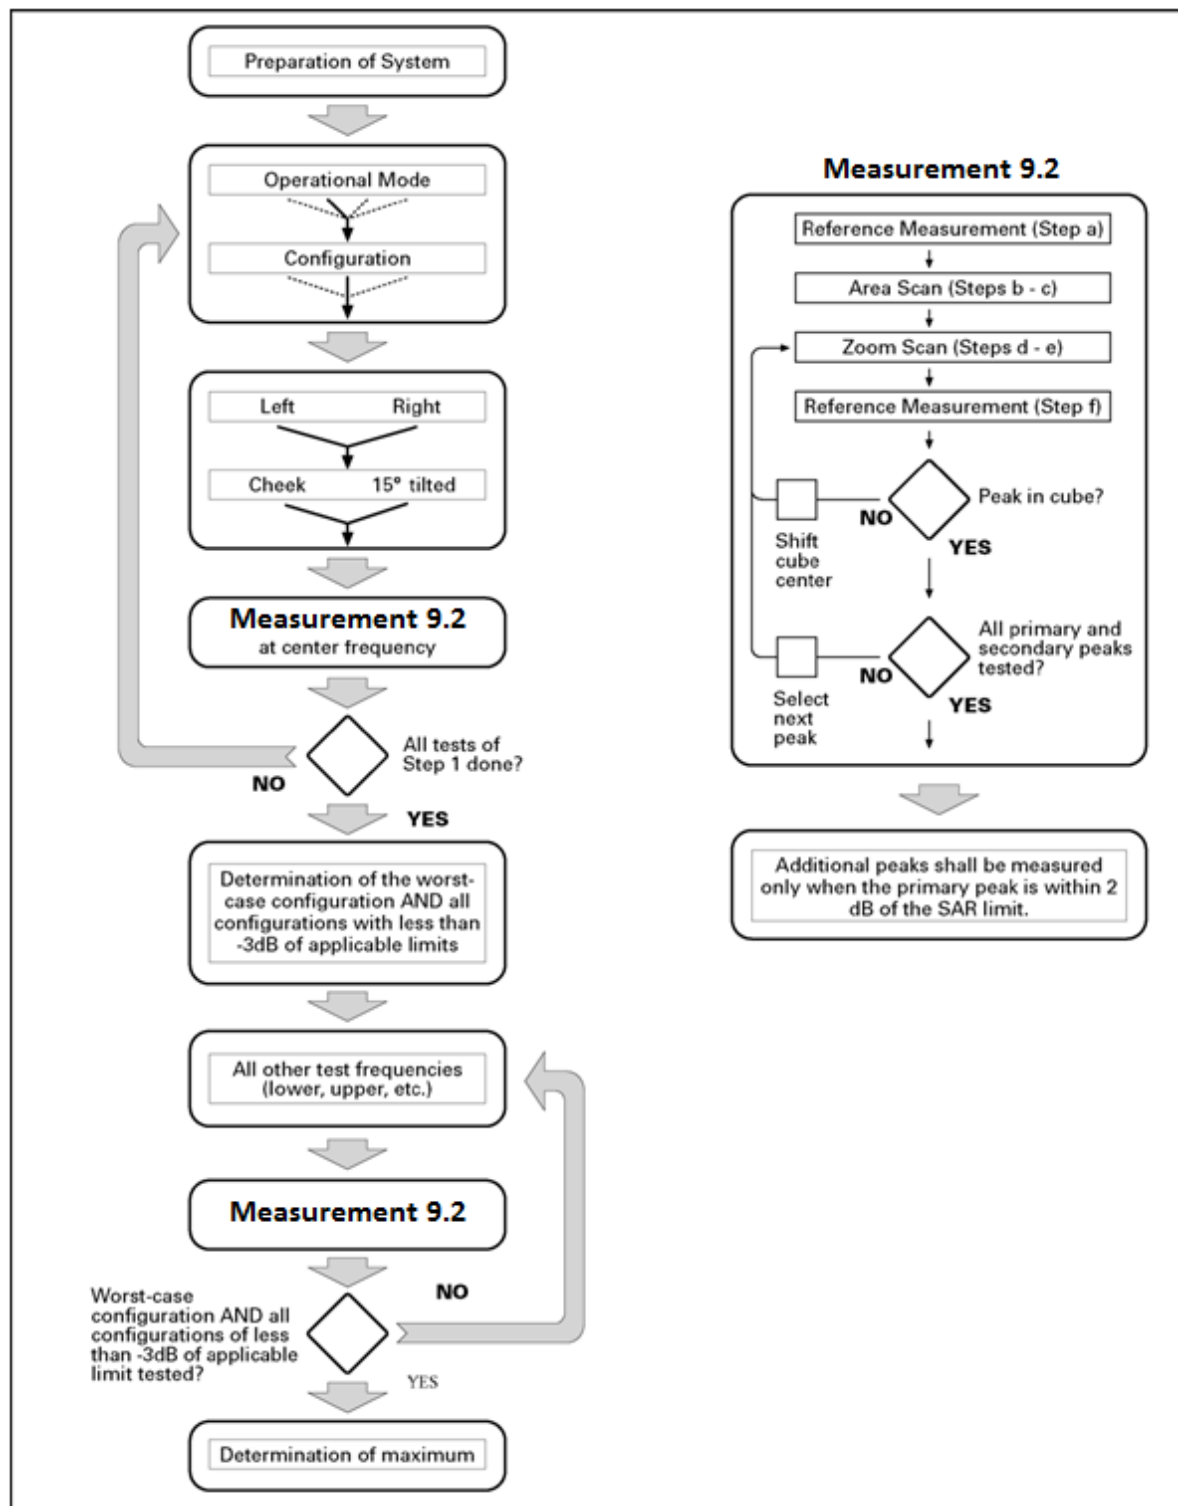 Preparation of System
Operational Mode
Configuration
Left Right
Cheek 15° tilted
Measurement 9.2
at center frequency
All tests of
Step 1 done?
NO
YES
Determination of the worst-
case configuration AND all
configurations with less than
-3dB of applicable limits
All other test frequencies
(lower, upper, etc.)
Measurement 9.2
NO
Worst-case
configuration AND all
configurations of less
than -3dB of applicable
limit tested?
YES
Determination of maximum
Measurement 9.2
Reference Measurement (Step a)
Area Scan (Steps b - c)
Zoom Scan (Steps d - e)
Reference Measurement (Step f)
Peak in cube?
NO
YES
Shift
cube
center
All primary and
secondary peaks
tested?
NO
YES
Select
next
peak
Additional peaks shall be measured
only when the primary peak is within 2
dB of the SAR limit.